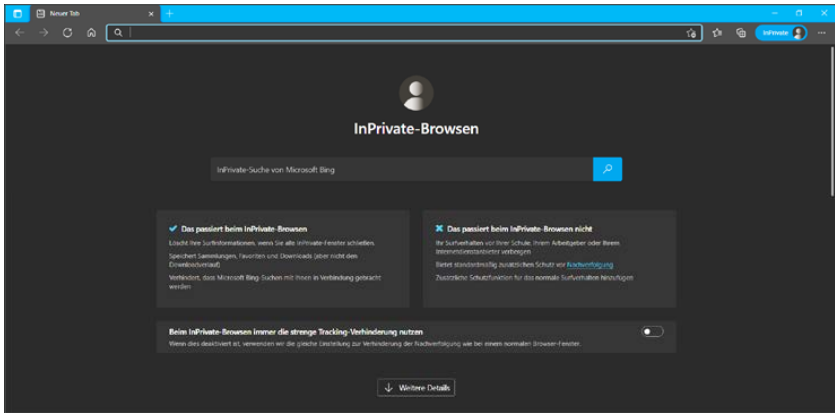 Neuer Tab
InPrivate
InPrivate-Browsen
InPrivate-Suche von Microsoft Bing
Das passiert beim InPrivate-Browsen
Löscht Ihre Surfinformationen, wenn Sie alle InPrivate-Fenster schließen.
Speichert Sammlungen, Favoriten und Downloads (aber nicht den
Downloadverlauf)
Verhindert, dass Microsoft Bing-Suchen mit Ihnen in Verbindung gebracht
werden
Das passiert beim InPrivate-Browsen nicht
Ihr Surfverhalten vor Ihrer Schule, Ihrem Arbeitgeber oder Ihrem
Internetdienstanbieter verbergen
Bietet standardmäßig zusätzlichen Schutz vor Nachverfolgung
Zusätzliche Schutzfunktion für das normale Surfverhalten hinzufügen
Beim InPrivate-Browsen immer die strenge Tracking-Verhinderung nutzen
Wenn dies deaktiviert ist, verwenden wir die gleiche Einstellung zur Verhinderung der Nachverfolgung wie bei einem normalen Browser-Fenster.
Weitere Details